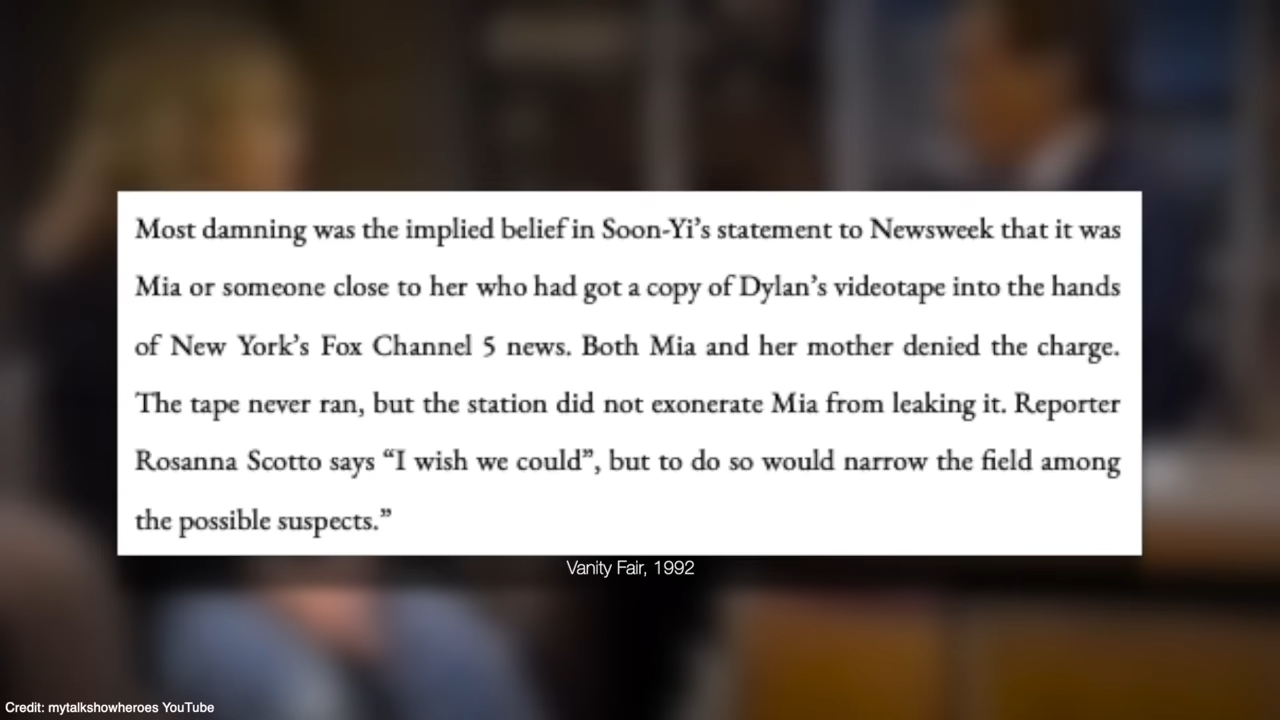 Most damning was the implied belief in Soon-Yi’s statement to Newsweek that it was
Mia or someone close to her who had got a copy of Dylan’s videotape into the hands
of New York’s Fox Channel 5 news. Both Mia and her mother denied the charge.
The tape never ran, but the station did not exonerate Mia from leaking it. Reporter
Rosanna Scotto says “I wish we could”, but to do so would narrow the field among
the possible suspects.”
Vanity Fair, 1992
Credit: mytalkshowheroes YouTube